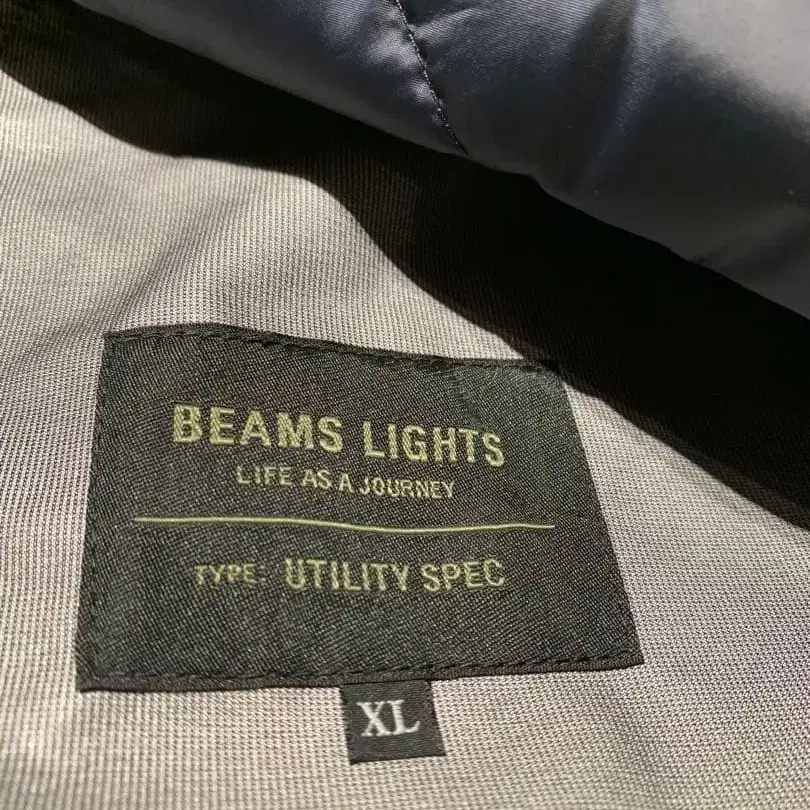 BEAMS LIGHTS
LIFE AS A JOURNEY
TYPE: UTILITY SPEC
XL